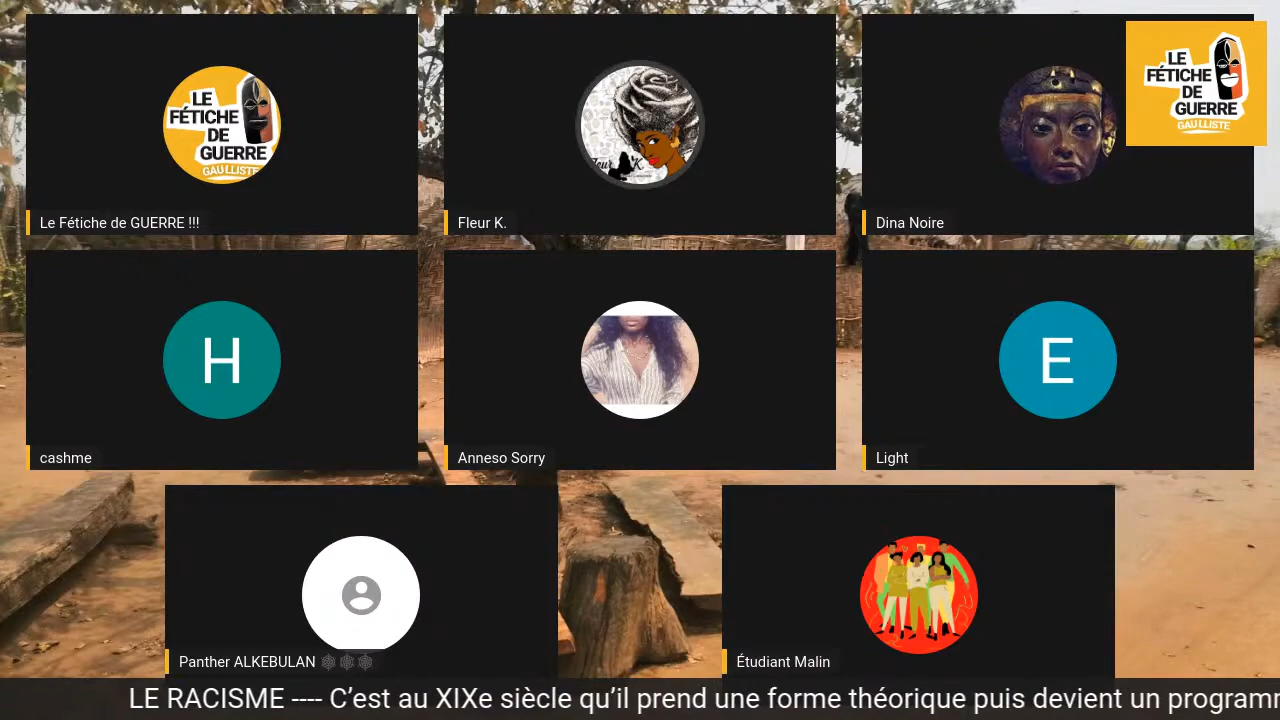 LE
FÉTICHE
DE
GUERRE
GAULLISTE
Le Fétiche de GUERRE !!!
Fleur K.
Fleur K.
Dina Noire
LE
FÉTICHE
DE
GUERRE
GAULLISTE
H
cashme
Anneso Sorry
E
Light
Panther ALKEBULAN 🕸🕸🕸
Étudiant Malin
LE RACISME ---- C’est au XIXe siècle qu’il prend une forme théorique puis devient un program